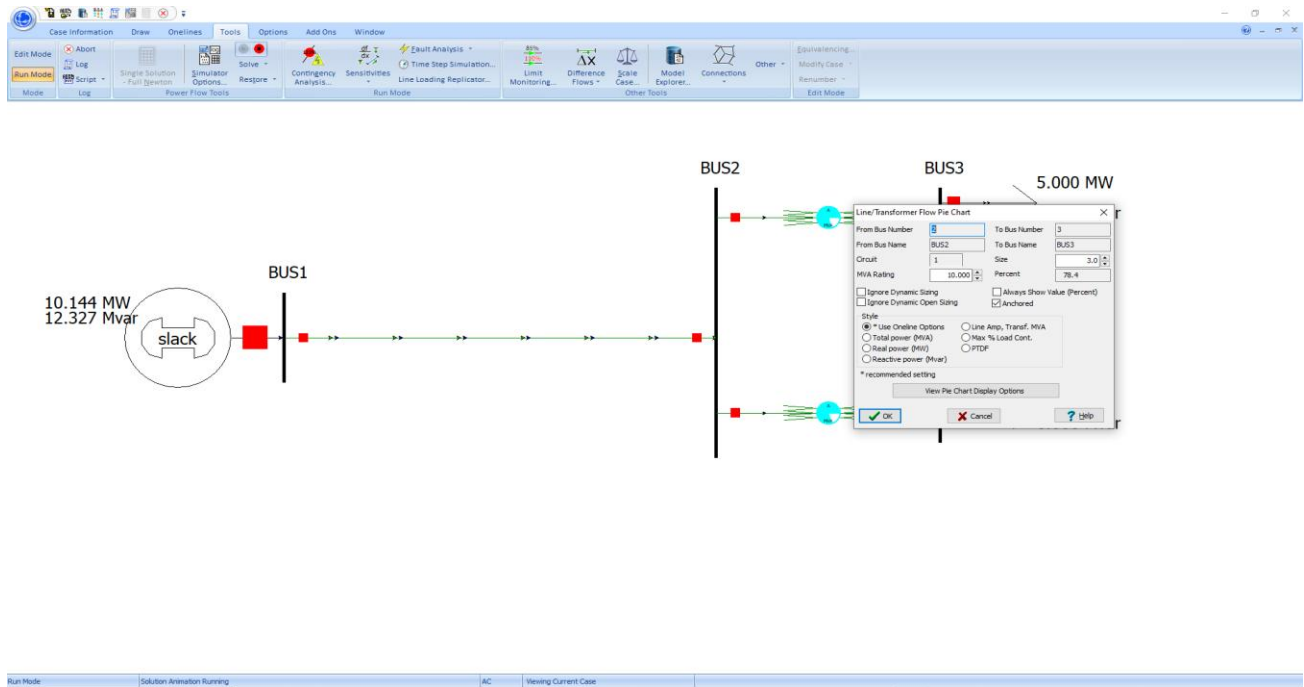 Case Information Draw Onelines Tools Options Add Ons Window
Edit Mode
Run Mode
Mode
Abort
Log
Script
Log
Single Solution
- Full Newton
Simulator
Options...
Solve
Restore
Power Flow Tools
Contingency
Analysis...
Sensitivities
Fault Analysis
Time Step Simulation...
Line Loading Replicator...
Run Mode
Limit
Monitoring...
Difference
Flows
Scale
Case...
Model
Explorer...
Connections
Other
Other Tools
Equivalencing...
Modify Case
Renumber
Edit Mode
BUS2
BUS3
5.000 MW
BUS1
10.144 MW
12.327 Mvar
slack
Line/Transformer Flow Pie Chart
From Bus Number 2 To Bus Number 3
From Bus Name BUS2 To Bus Name BUS3
Circuit 1 Size 3.0
MVA Rating 10.000 Percent 78.4
Ignore Dynamic Sizing Always Show Value (Percent)
Ignore Dynamic Open Sizing Anchored
Style
* Use Oneline Options Line Amp, Transf. MVA
Total power (MVA) Max % Load Cont.
Real power (MW) PTDF
Reactive power (Mvar)
* recommended setting
View Pie Chart Display Options
OK Cancel Help
Run Mode Solution Animation Running AC Viewing Current Case